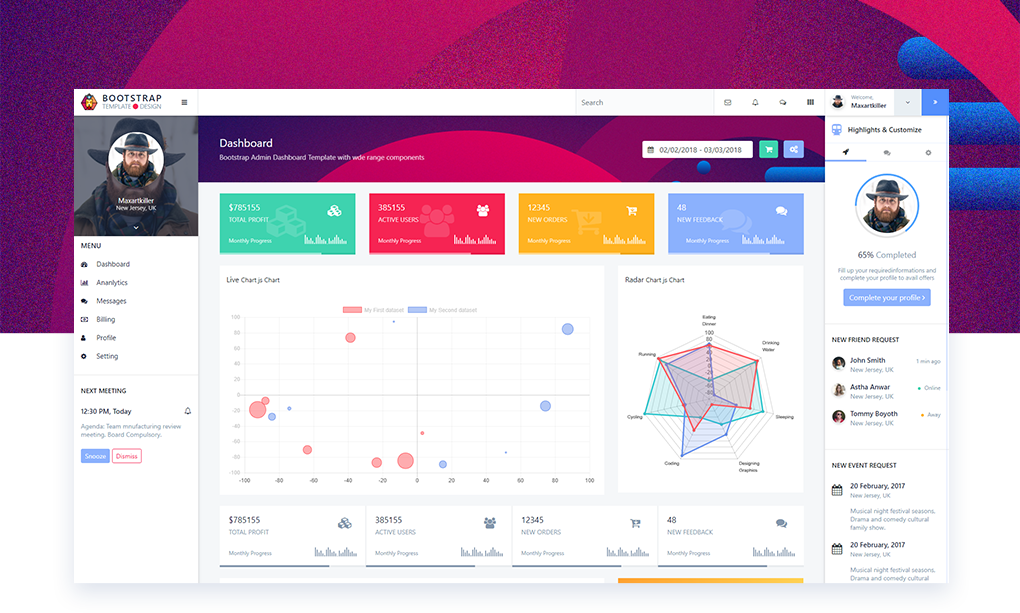 BOOTSTRAP
TEMPLATE DESIGN
Search
Welcome,
Maxartkiller
Maxartkiller
New Jersey, UK
MENU
Dashboard
Ananlytics
Messages
Billing
Profile
Setting
NEXT MEETING
12:30 PM, Today
Agenda: Team mnufacturing review
meeting. Board Compulsory.
Snooze
Dismiss
Dashboard
Bootstrap Admin Dashboard Template with wde range components
02/02/2018 - 03/03/2018
$785155
TOTAL PROFIT
Monthly Progress
385155
ACTIVE USERS
Monthly Progress
12345
NEW ORDERS
Monthly Progress
48
NEW FEEDBACK
Monthly Progress
Live Chart js Chart
My First dataset
My Second dataset
100
80
60
40
20
0
-20
-40
-60
-80
-100
-100 -80 -60 -40 -20 0 20 40 60 80 100
Radar Chart js Chart
Eating
Dinner
Drinking
Water
Sleeping
Designing
Graphics
Coding
Cycling
Running
100
80
$785155
TOTAL PROFIT
Monthly Progress
385155
ACTIVE USERS
Monthly Progress
12345
NEW ORDERS
Monthly Progress
48
NEW FEEDBACK
Monthly Progress
Highlights & Customize
65% Completed
Fill up your requiredinformations and
complete your profile to avail offers
Complete your profile
NEW FRIEND REQUEST
John Smith
1 min ago
New Jersey, UK
Astha Anwar
Online
New Jersey, UK
Tommy Boyoth
Away
New Jersey, UK
NEW EVENT REQUEST
20 February, 2017
New Jersey, UK
Musical night festival seasons,
Drama and comedy cultural
family show.
20 February, 2017
New Jersey, UK
Musical night festival seasons,
Drama and comedy cultural